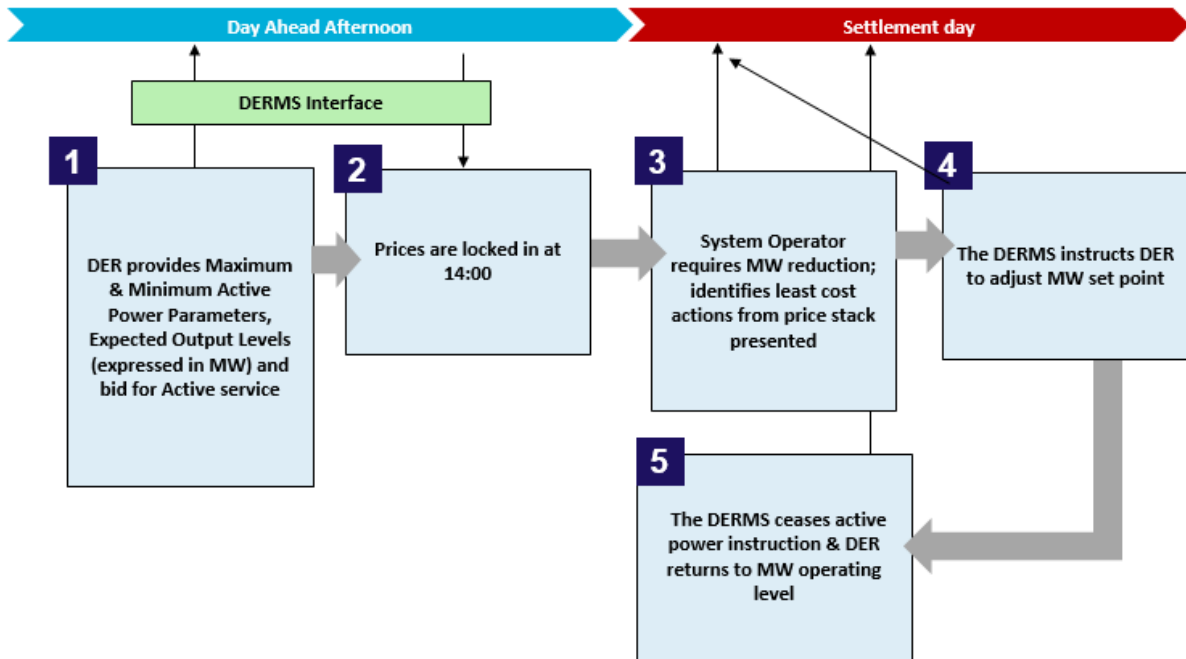 Day Ahead Afternoon
Settlement day
DERMS Interface
1
DER provides Maximum
& Minimum Active
Power Parameters,
Expected Output Levels
(expressed in MW) and
bid for Active service
2
Prices are locked in at
14:00
3
System Operator
requires MW reduction;
identifies least cost
actions from price stack
presented
4
The DERMS instructs DER
to adjust MW set point
5
The DERMS ceases active
power instruction & DER
returns to MW operating
level